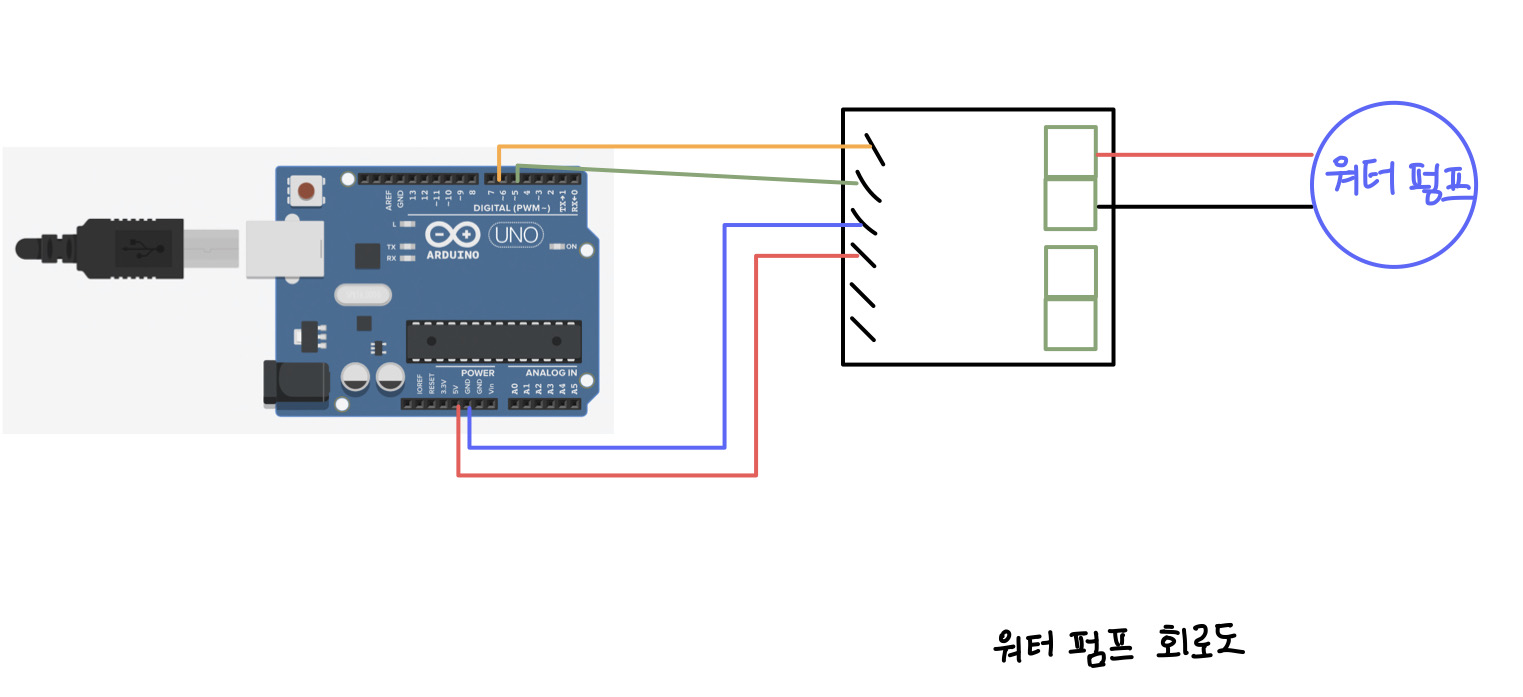 AREF
GND
13
12
~11
~10
~9
8
7
~6
~5
4
~3
2
TX→1
RX←0
DIGITAL (PWM~)
L
TX
RX
UNO
ON
ARDUINO
워터 펌프
POWER
ANALOG IN
IOREF
RESET
3.3V
5V
GND
GND
Vin
A0
A1
A2
A3
A4
A5
워터 펌프 회로도